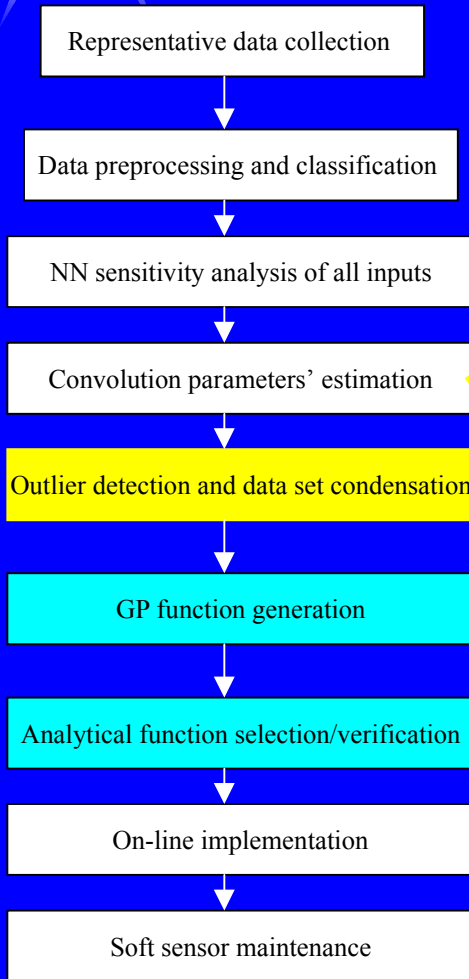 Representative data collection
Data preprocessing and classification
NN sensitivity analysis of all inputs
Convolution parameters’ estimation
Outlier detection and data set condensation
GP function generation
Analytical function selection/verification
On-line implementation
Soft sensor maintenance